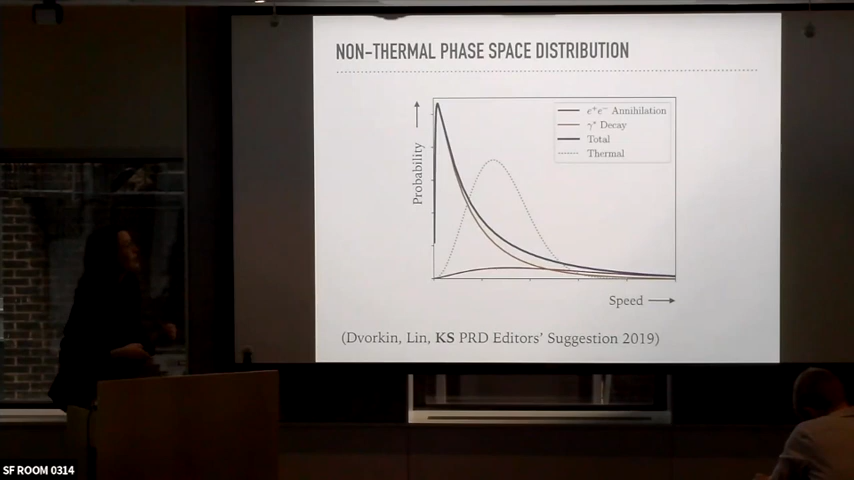 NON-THERMAL PHASE SPACE DISTRIBUTION
e⁺e⁻ Annihilation
γ* Decay
Total
Thermal
Probability
Speed
(Dvorkin, Lin, KS PRD Editors' Suggestion 2019)
SF ROOM 0314